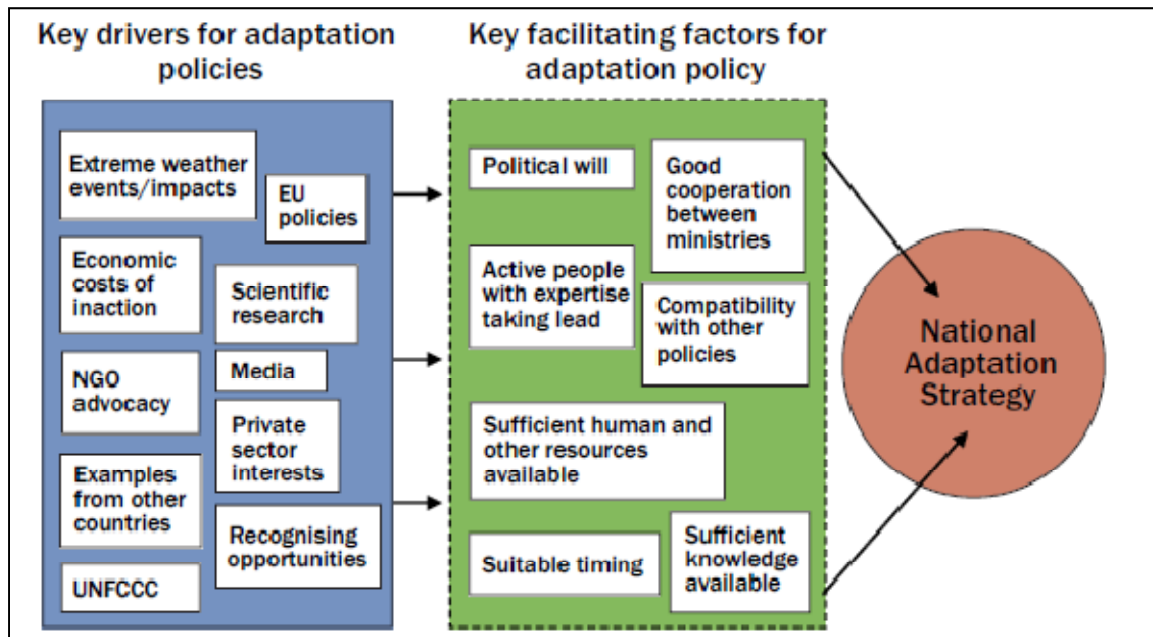 Key drivers for adaptation
policies
Extreme weather
events/impacts
EU
policies
Economic
costs of
inaction
Scientific
research
NGO
advocacy
Media
Private
sector
interests
Examples
from other
countries
Recognising
opportunities
UNFCCC
Key facilitating factors for
adaptation policy
Political will
Good
cooperation
between
ministries
Active people
with expertise
taking lead
Compatibility
with other
policies
Sufficient human and
other resources
available
Suitable timing
Sufficient
knowledge
available
National
Adaptation
Strategy